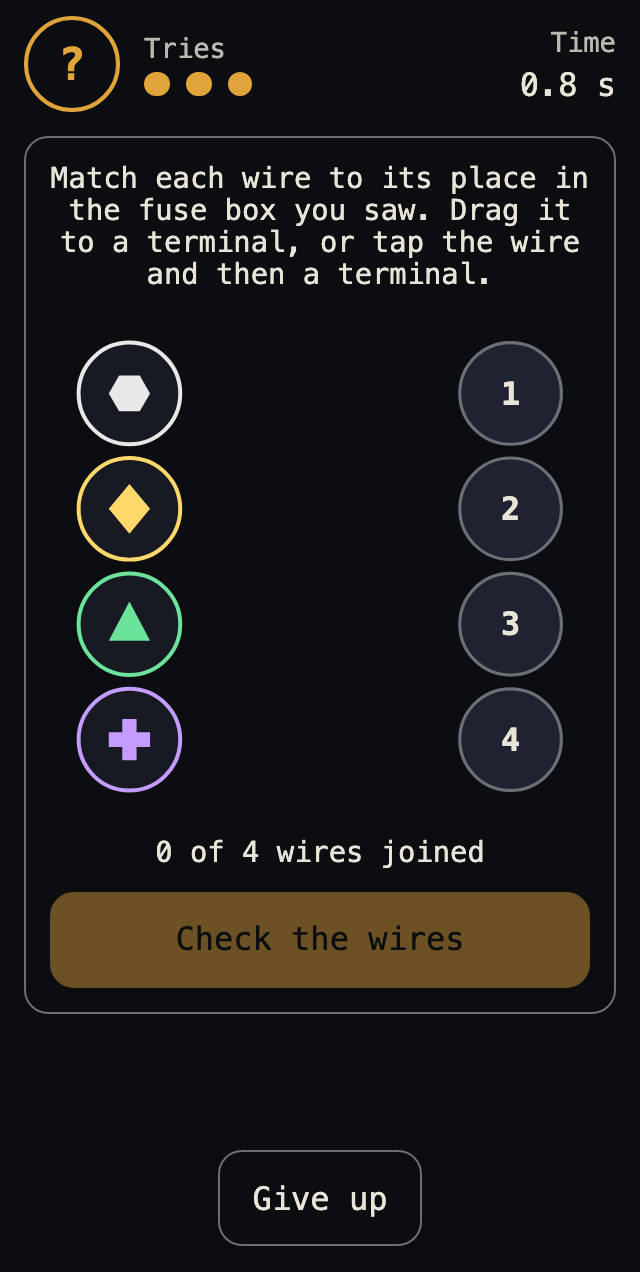 ?
Tries
Time
0.8 s
Match each wire to its place in
the fuse box you saw. Drag it
to a terminal, or tap the wire
and then a terminal.
1
2
3
4
0 of 4 wires joined
Check the wires
Give up